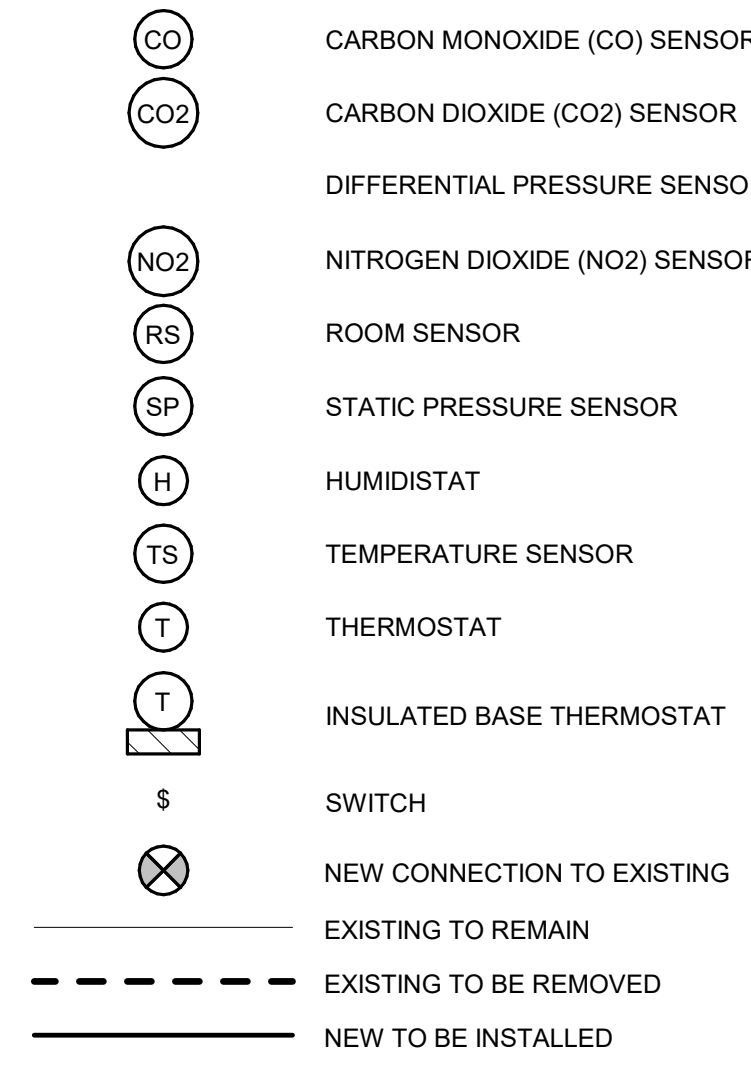 CO CARBON MONOXIDE (CO) SENSOR
CO2 CARBON DIOXIDE (CO2) SENSOR
DIFFERENTIAL PRESSURE SENSO
NO2 NITROGEN DIOXIDE (NO2) SENSOR
RS ROOM SENSOR
SP STATIC PRESSURE SENSOR
H HUMIDISTAT
TS TEMPERATURE SENSOR
T THERMOSTAT
T INSULATED BASE THERMOSTAT
$ SWITCH
NEW CONNECTION TO EXISTING
EXISTING TO REMAIN
EXISTING TO BE REMOVED
NEW TO BE INSTALLED